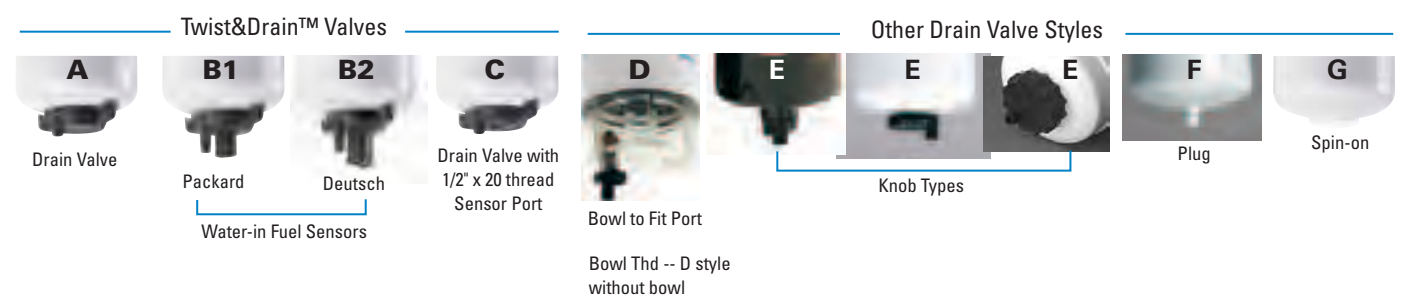 Twist&Drain™ Valves
Other Drain Valve Styles
A
B1
B2
C
D
E
E
E
F
G
Drain Valve
Packard
Deutsch
Water-in Fuel Sensors
Drain Valve with
1/2" x 20 thread
Sensor Port
Bowl to Fit Port
Bowl Thd -- D style
without bowl
Knob Types
Plug
Spin-on